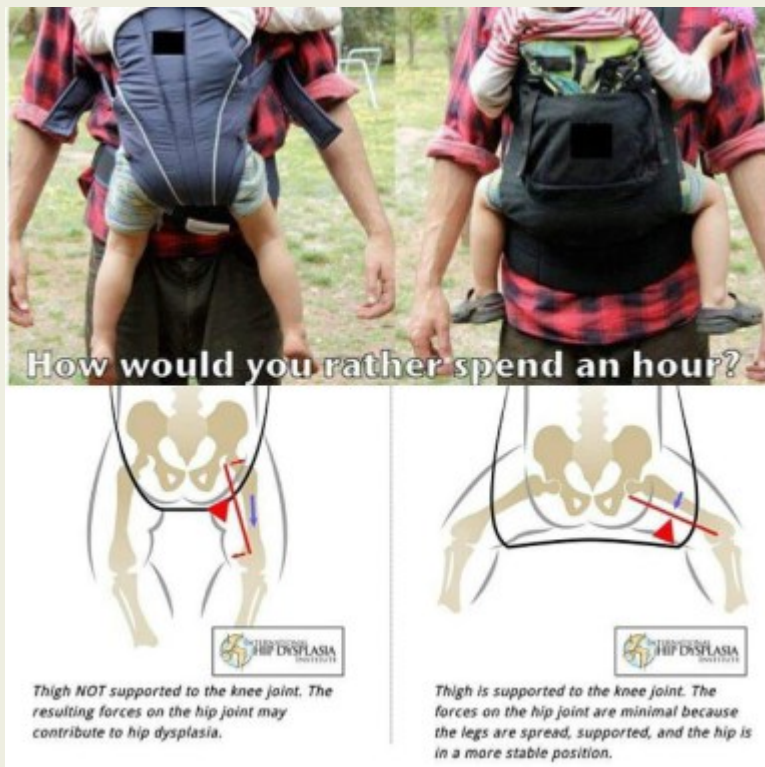 How would you rather spend an hour?
INTERNATIONAL
HIP DYSPLASIA
INSTITUTE
Thigh NOT supported to the knee joint. The
resulting forces on the hip joint may
contribute to hip dysplasia.
INTERNATIONAL
HIP DYSPLASIA
INSTITUTE
Thigh is supported to the knee joint. The
forces on the hip joint are minimal because
the legs are spread, supported, and the hip is
in a more stable position.